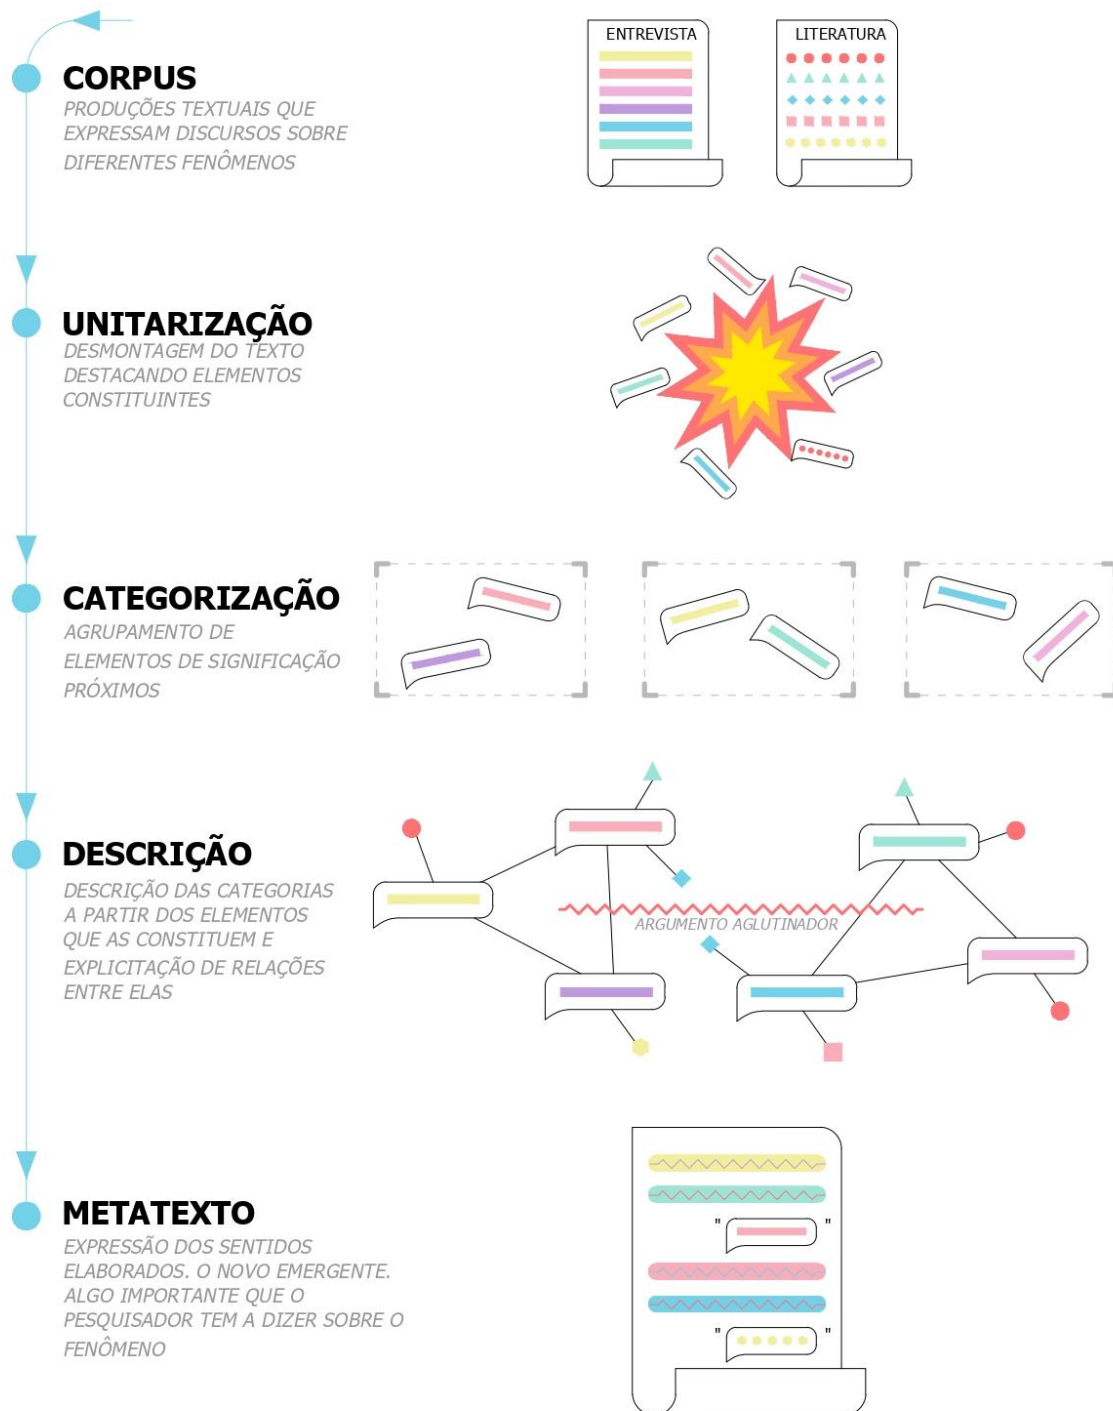 CORPUS
PRODUÇÕES TEXTUAIS QUE
EXPRESSAM DISCURSOS SOBRE
DIFERENTES FENÔMENOS
ENTREVISTA
LITERATURA
UNITARIZAÇÃO
DESMONTAGEM DO TEXTO
DESTACANDO ELEMENTOS
CONSTITUINTES
CATEGORIZAÇÃO
AGRUPAMENTO DE
ELEMENTOS DE SIGNIFICAÇÃO
PRÓXIMOS
DESCRIÇÃO
DESCRIÇÃO DAS CATEGORIAS
A PARTIR DOS ELEMENTOS
QUE AS CONSTITUEM E
EXPLICITAÇÃO DE RELAÇÕES
ENTRE ELAS
ARGUMENTO AGLUTINADOR
METATEXTO
EXPRESSÃO DOS SENTIDOS
ELABORADOS. O NOVO EMERGENTE.
ALGO IMPORTANTE QUE O
PESQUISADOR TEM A DIZER SOBRE O
FENÔMENO
" "
" "